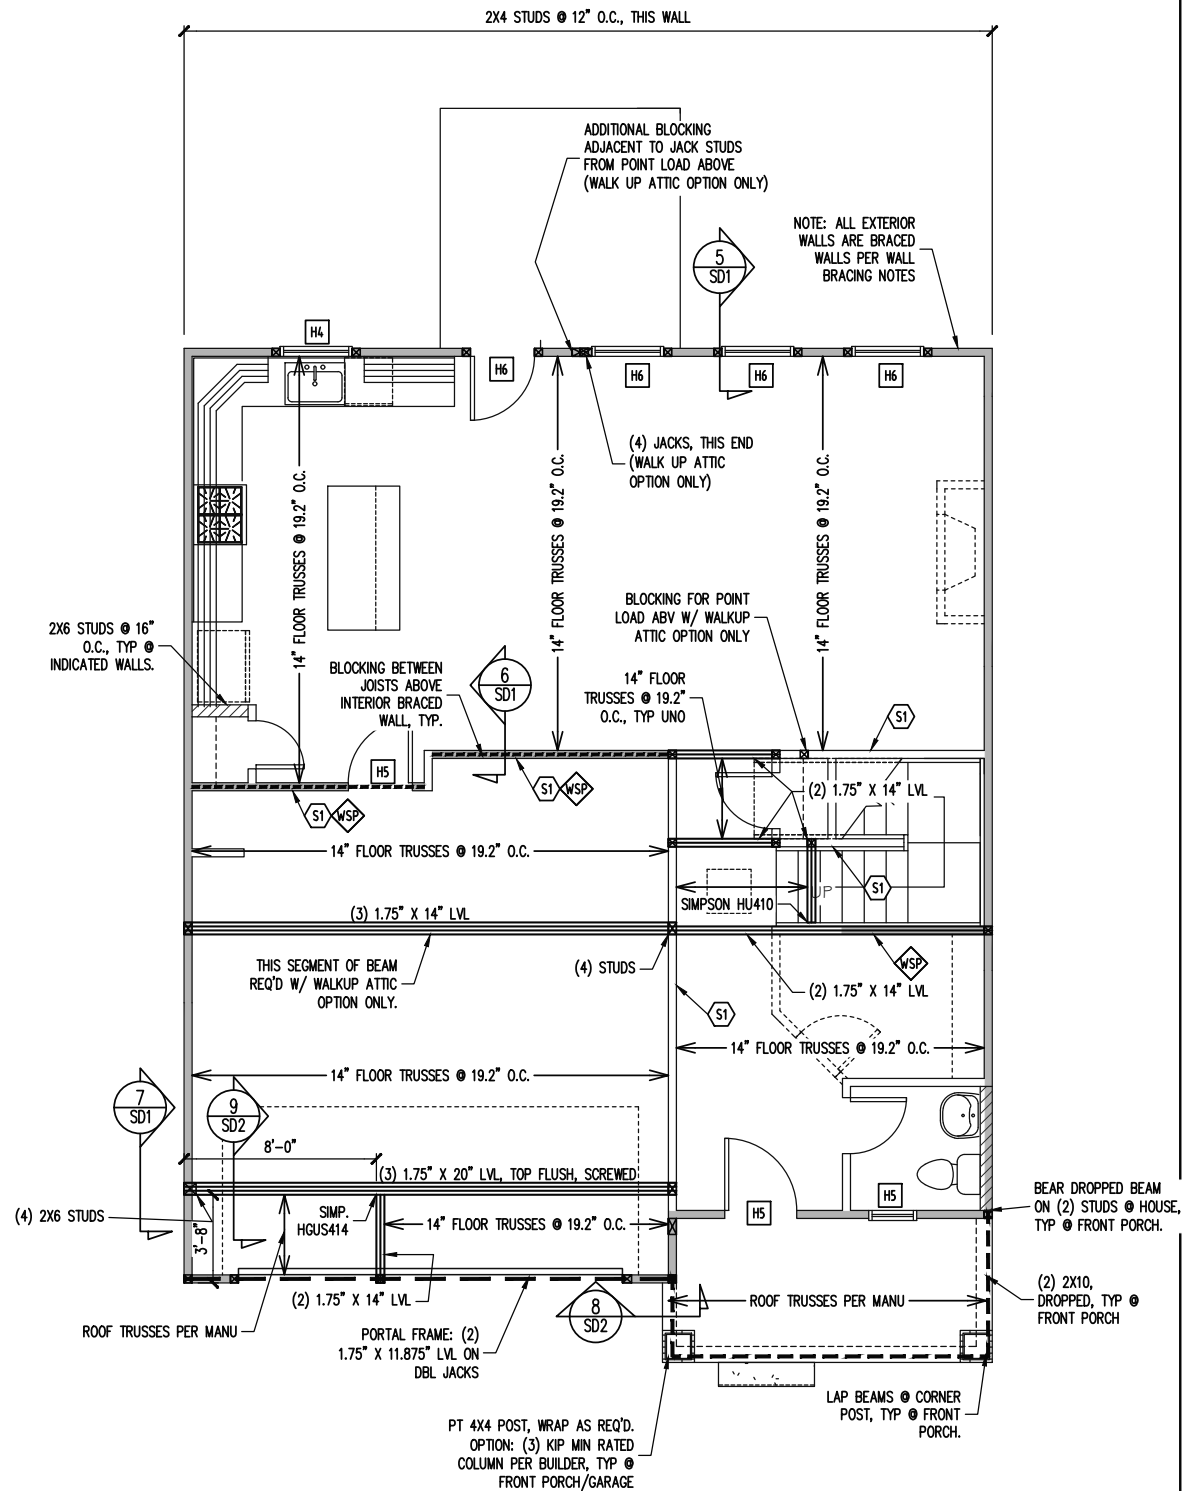 2X4 STUDS @ 12" O.C., THIS WALL
ADDITIONAL BLOCKING
ADJACENT TO JACK STUDS
FROM POINT LOAD ABOVE
(WALK UP ATTIC OPTION ONLY)
NOTE: ALL EXTERIOR
WALLS ARE BRACED
WALLS PER WALL
BRACING NOTES
5
SD1
H4
H6
H6
H6
H6
(4) JACKS, THIS END
(WALK UP ATTIC
OPTION ONLY)
14" FLOOR TRUSSES @ 19.2" O.C.
14" FLOOR TRUSSES @ 19.2" O.C.
14" FLOOR TRUSSES @ 19.2" O.C.
2X6 STUDS @ 16"
O.C., TYP @
INDICATED WALLS.
BLOCKING FOR POINT
LOAD ABV W/ WALKUP
ATTIC OPTION ONLY
BLOCKING BETWEEN
JOISTS ABOVE
INTERIOR BRACED
WALL, TYP.
6
SD1
14" FLOOR
TRUSSES @ 19.2"
O.C., TYP UNO
S1
H5
S1
WSP
S1
WSP
(2) 1.75" X 14" LVL
14" FLOOR TRUSSES @ 19.2" O.C.
S1
UP
SIMPSON HU410
(3) 1.75" X 14" LVL
THIS SEGMENT OF BEAM
REQ'D W/ WALKUP ATTIC
OPTION ONLY.
(4) STUDS
WSP
(2) 1.75" X 14" LVL
S1
14" FLOOR TRUSSES @ 19.2" O.C.
14" FLOOR TRUSSES @ 19.2" O.C.
7
SD1
9
SD2
8'-0"
(3) 1.75" X 20" LVL, TOP FLUSH, SCREWED
(4) 2X6 STUDS
3'-8"
SIMP.
HGUS414
14" FLOOR TRUSSES @ 19.2" O.C.
H5
H5
BEAR DROPPED BEAM
ON (2) STUDS @ HOUSE,
TYP @ FRONT PORCH.
(2) 1.75" X 14" LVL
8
SD2
ROOF TRUSSES PER MANU
(2) 2X10,
DROPPED, TYP @
FRONT PORCH
ROOF TRUSSES PER MANU
PORTAL FRAME: (2)
1.75" X 11.875" LVL ON
DBL JACKS
LAP BEAMS @ CORNER
POST, TYP @ FRONT
PORCH.
PT 4X4 POST, WRAP AS REQ'D.
OPTION: (3) KIP MIN RATED
COLUMN PER BUILDER, TYP @
FRONT PORCH/GARAGE